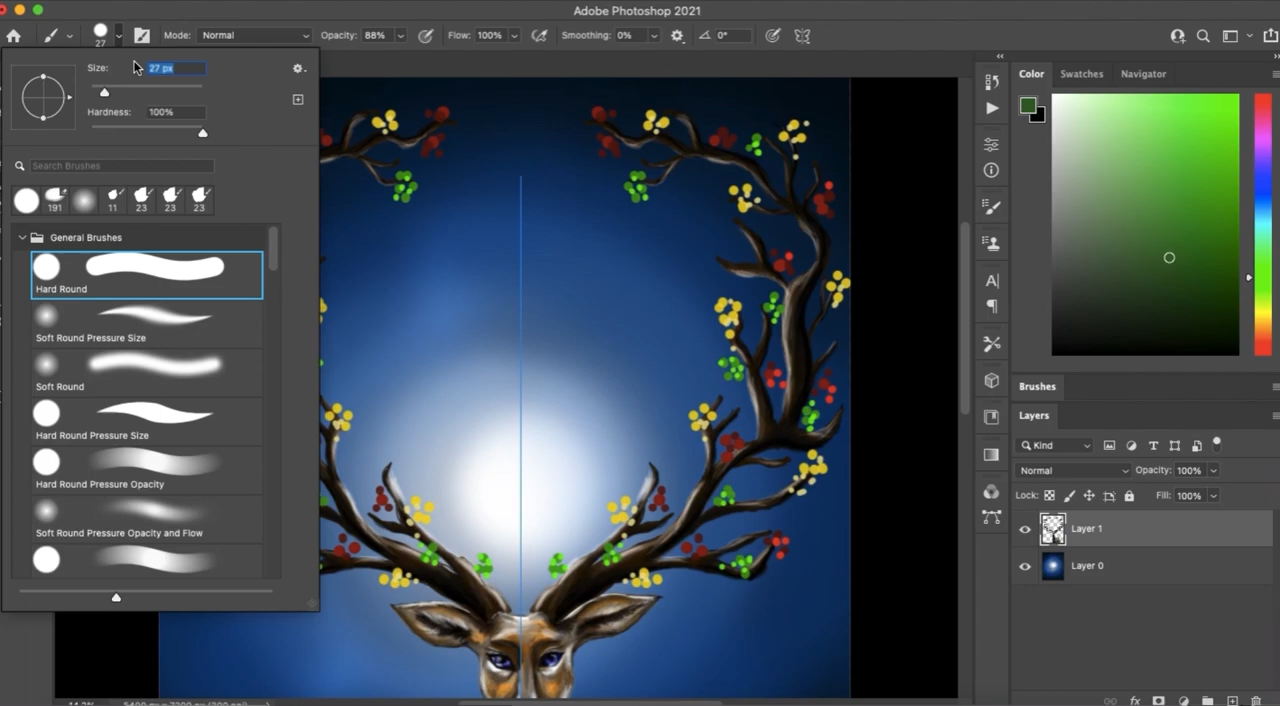 Adobe Photoshop 2021
27
Mode: Normal
Opacity: 88%
Flow: 100%
Smoothing: 0%
0°
Size: 27 px
Hardness: 100%
Search Brushes
191 11 23 23 23
General Brushes
Hard Round
Soft Round Pressure Size
Soft Round
Hard Round Pressure Size
Hard Round Pressure Opacity
Soft Round Pressure Opacity and Flow
Color Swatches Navigator
Brushes
Layers
Kind
Normal Opacity: 100%
Lock: Fill: 100%
Layer 1
Layer 0